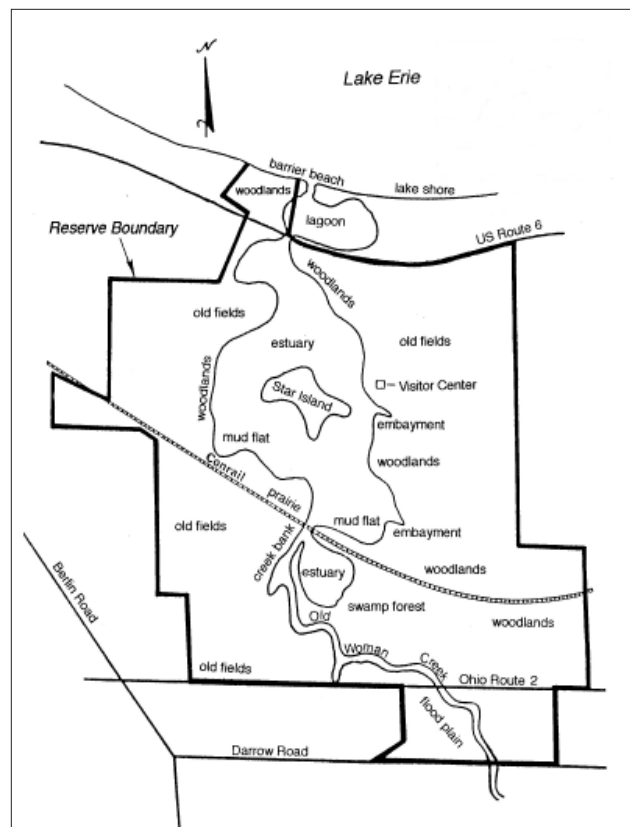 N
Lake Erie
barrier beach
woodlands
lake shore
lagoon
US Route 6
Reserve Boundary
woodlands
old fields
estuary
old fields
Visitor Center
Star Island
woodlands
embayment
mud flat
woodlands
Conrail
prairie
old fields
mud flat
embayment
creek bank
estuary
woodlands
Berlin Road
swamp forest
woodlands
Old
Woman
Creek
old fields
Ohio Route 2
flood plain
Darrow Road